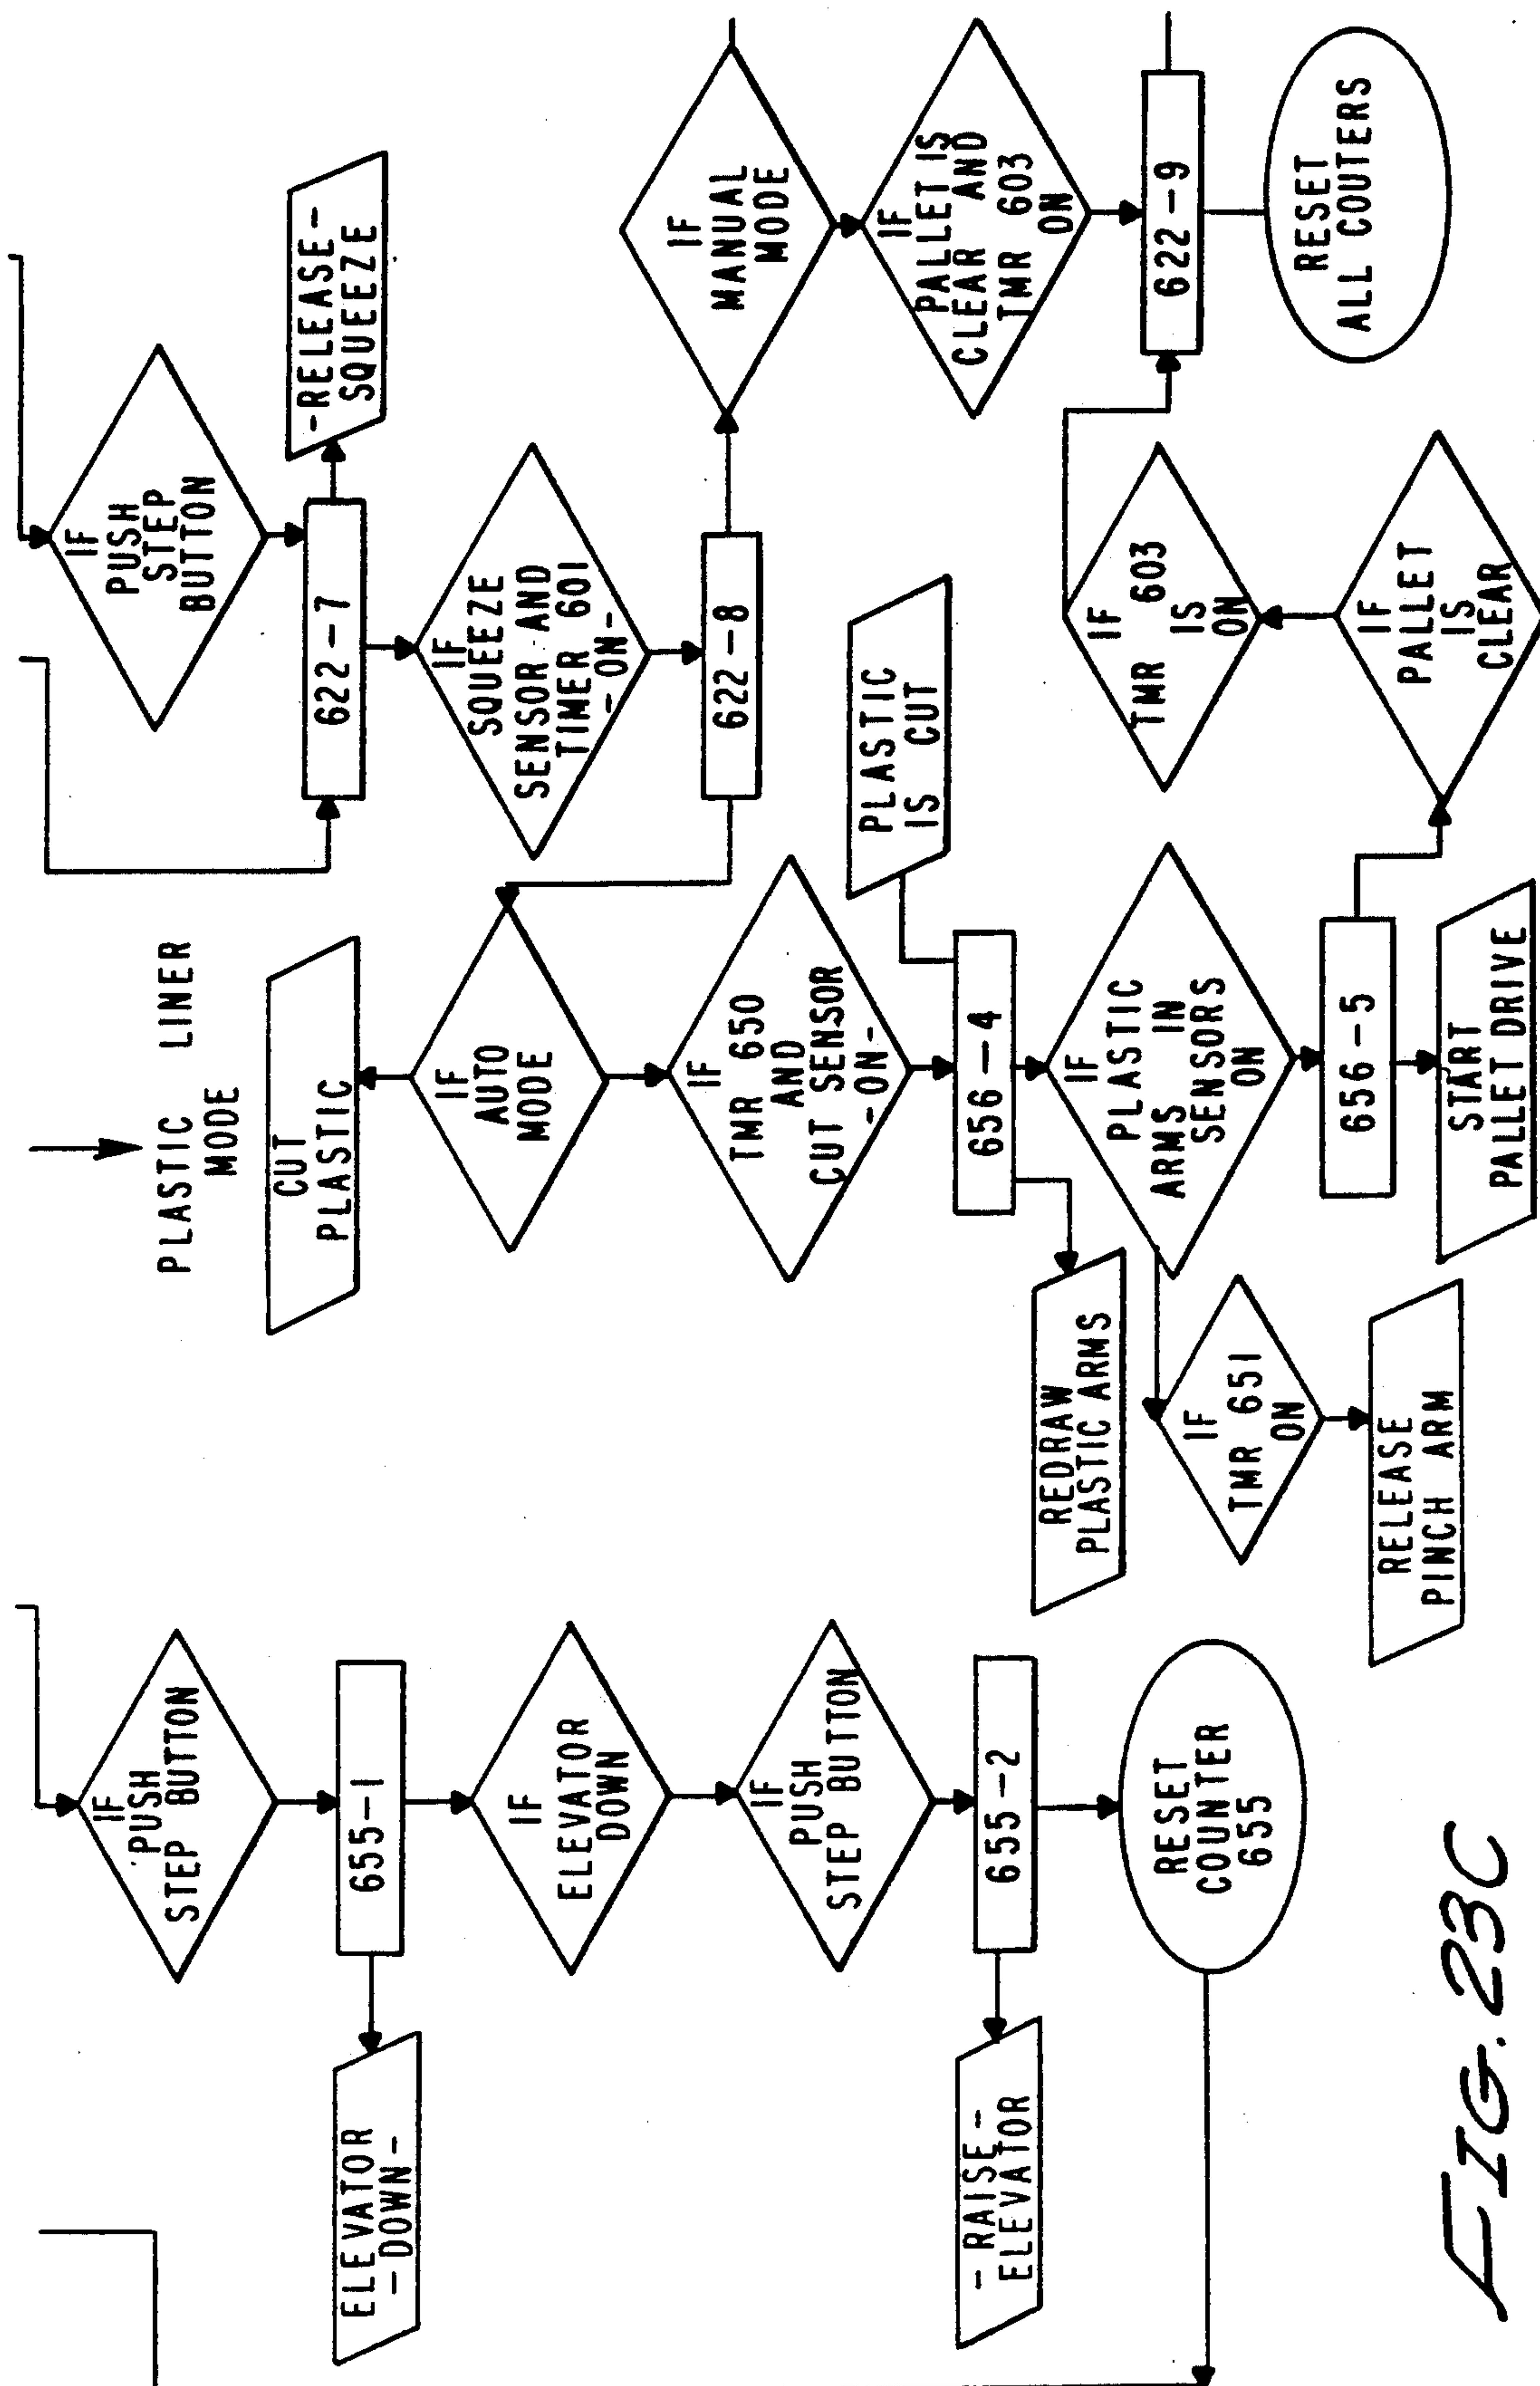 IF
PUSH
STEP BUTTON
655-1
ELEVATOR
-DOWN-
IF
ELEVATOR
DOWN
IF
PUSH
STEP BUTTON
655-2
-RAISE-
ELEVATOR
RESET
COUNTER
655
PLASTIC LINER
MODE
CUT
PLASTIC
IF
AUTO
MODE
IF
TMR 650
AND
CUT SENSOR
-ON-
656-4
PLASTIC
IS CUT
REDRAW
PLASTIC ARMS
IF
PLASTIC
ARMS IN
SENSORS
ON
IF
TMR 651
ON
RELEASE
PINCH ARM
656-5
START
PALLET DRIVE
IF
PUSH
STEP
BUTTON
622-7
-RELEASE-
SQUEEZE
IF
SQUEEZE
SENSOR AND
TIMER 601
-ON-
622-8
IF
MANUAL
MODE
IF
PALLET IS
CLEAR AND
TMR 603
ON
IF
TMR 603
IS
ON
IF
PALLET
IS
CLEAR
622-9
RESET
ALL COUTERS
FIG. 23C